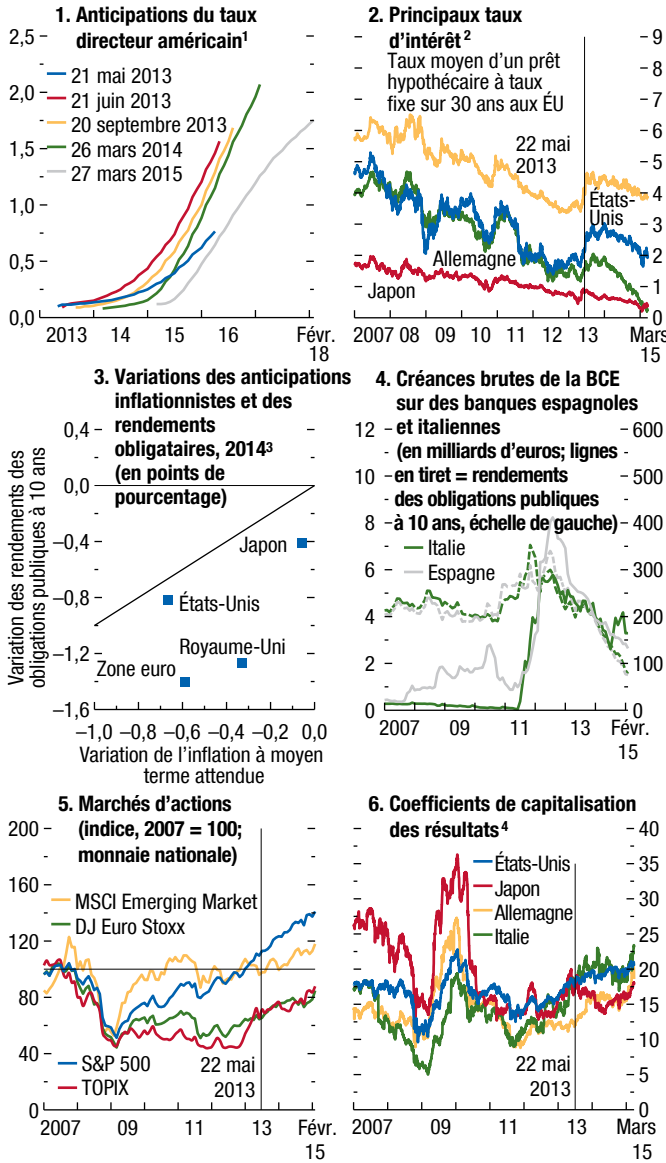 1. Anticipations du taux
directeur américain¹
2,5
2,0
1,5
1,0
0,5
0,0
21 mai 2013
21 juin 2013
20 septembre 2013
26 mars 2014
27 mars 2015
2013 14 15 16 Févr.
18
2. Principaux taux
d’intérêt²
Taux moyen d’un prêt
hypothécaire à taux
fixe sur 30 ans aux ÉU
22 mai
2013
États-
Unis
Allemagne
Japon
9
8
7
6
5
4
3
2
1
0
2007 08 09 10 11 12 13 Mars
15
3. Variations des anticipations
inflationnistes et des
rendements
obligataires, 2014³
(en points de
pourcentage)
Variation des rendements des
obligations publiques à 10 ans
0,4
0,0
–0,4
–0,8
–1,2
–1,6
Japon
États-Unis
Royaume-Uni
Zone euro
–1,0 –0,8 –0,6 –0,4 –0,2 0,0
Variation de l’inflation à moyen
terme attendue
4. Créances brutes de la BCE
sur des banques espagnoles
et italiennes
(en milliards d’euros; lignes
en tiret = rendements
des obligations publiques
à 10 ans, échelle de gauche)
12
10
8
6
4
2
0
Italie
Espagne
600
500
400
300
200
100
0
2007 09 11 13 Févr.
15
5. Marchés d’actions
(indice, 2007 = 100;
monnaie nationale)
200
180
140
100
60
20
0
MSCI Emerging Market
DJ Euro Stoxx
S&P 500
TOPIX
22 mai
2013
2007 09 11 13 Févr.
15
6. Coefficients de capitalisation
des résultats⁴
États-Unis
Japon
Allemagne
Italie
22 mai
2013
40
35
30
25
20
15
10
5
0
2007 09 11 13 Mars
15